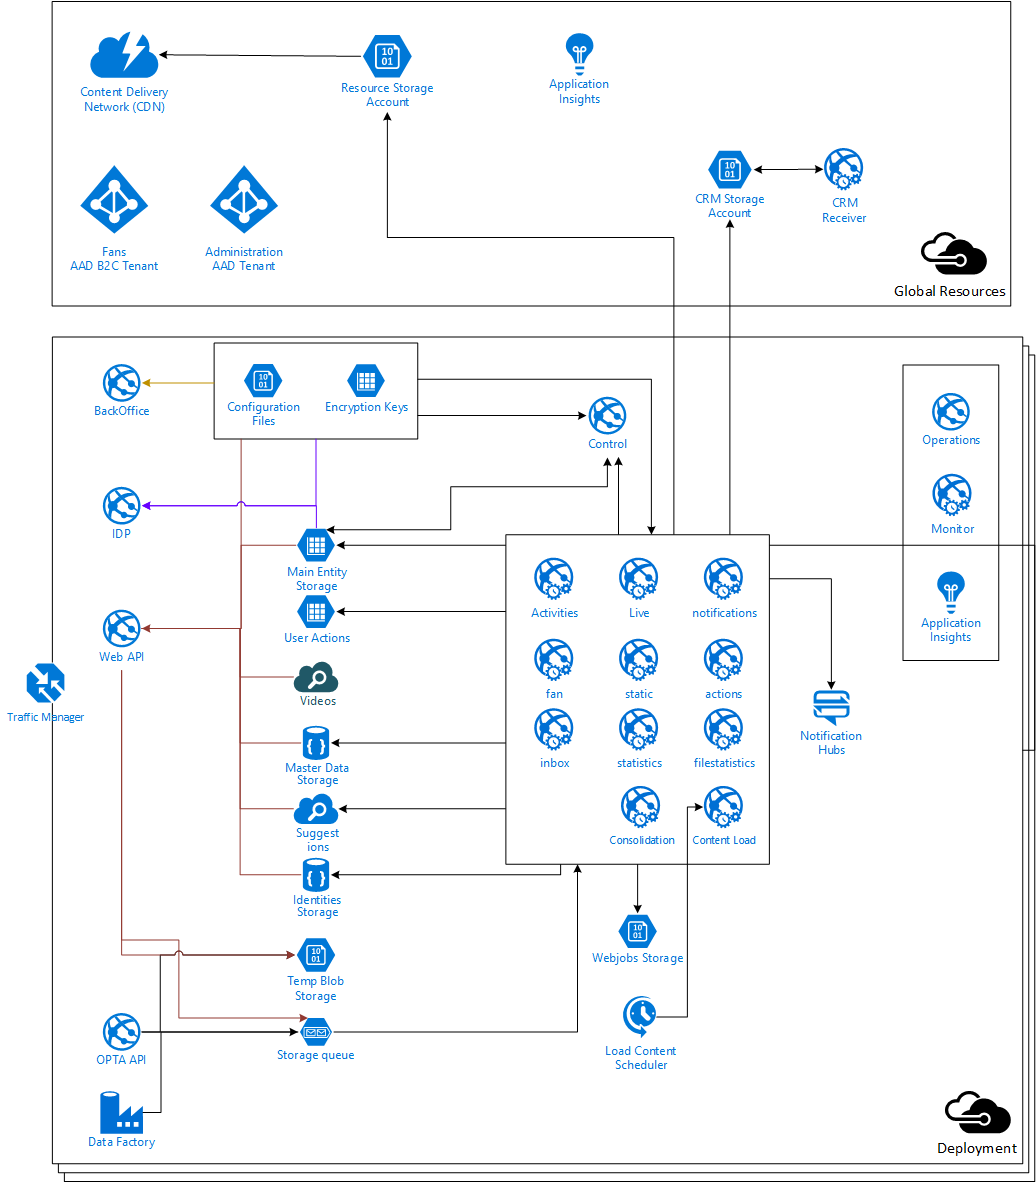 Content Delivery
Network (CDN)
Resource Storage
Account
Application
Insights
CRM Storage
Account
CRM
Receiver
Fans
AAD B2C Tenant
Administration
AAD Tenant
Global Resources
BackOffice
Configuration
Files
Encryption Keys
Control
Operations
IDP
Monitor
Main Entity
Storage
Activities
Live
notifications
User Actions
Application
Insights
Web API
fan
static
actions
Videos
Traffic Manager
Notification
Hubs
inbox
statistics
filestatistics
Master Data
Storage
Suggest
ions
Consolidation
Content Load
Identities
Storage
Webjobs Storage
Temp Blob
Storage
OPTA API
Storage queue
Load Content
Scheduler
Data Factory
Deployment